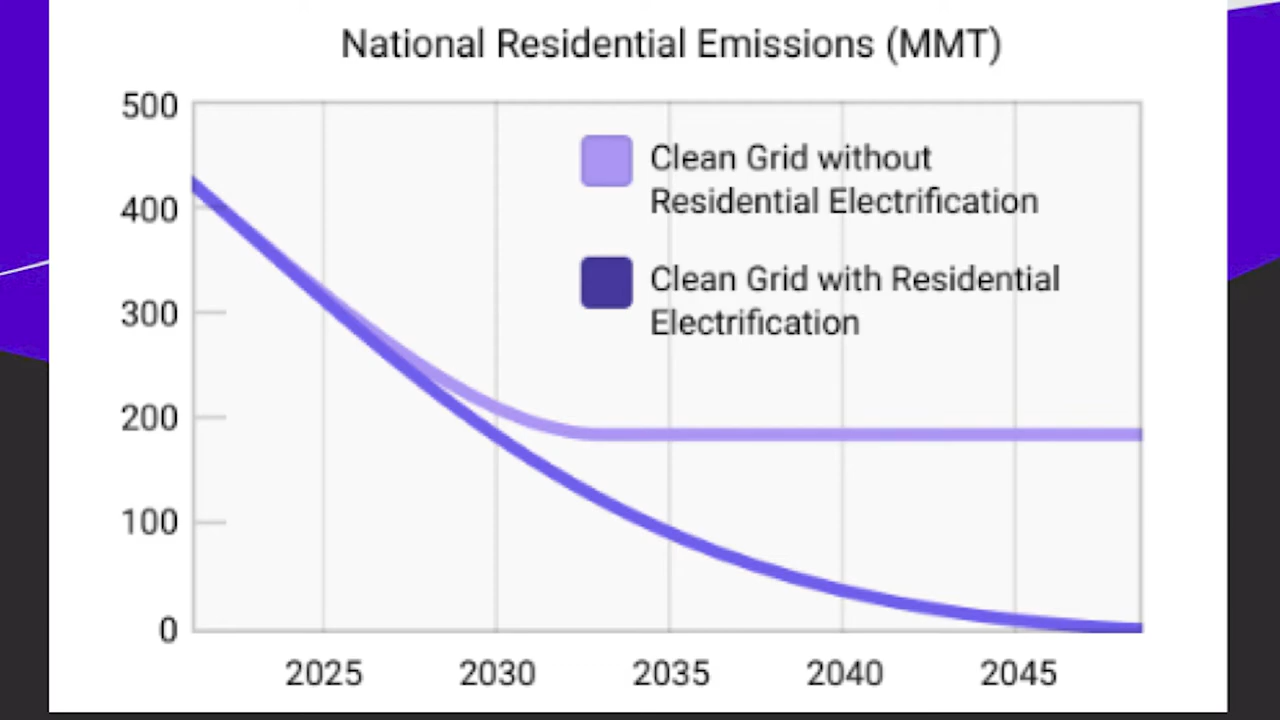 National Residential Emissions (MMT)
500
400
300
200
100
0
Clean Grid without
Residential Electrification
Clean Grid with Residential
Electrification
2025 2030 2035 2040 2045